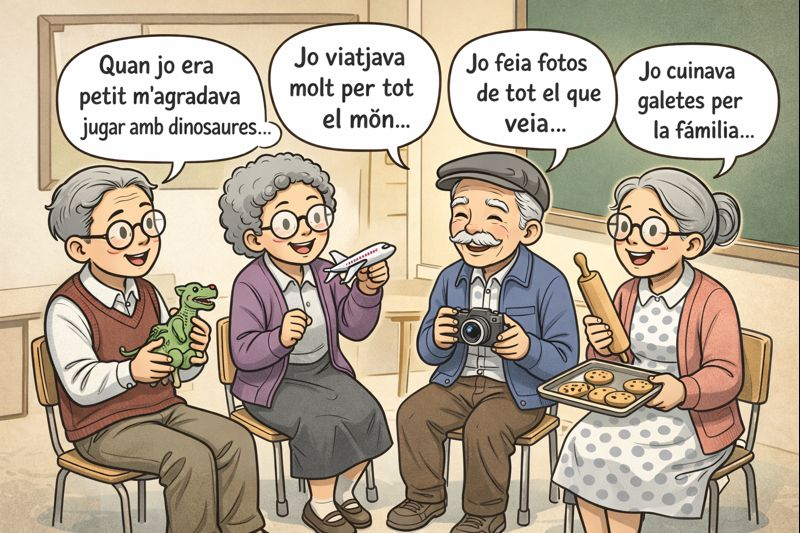 Quan jo era
petit m'agradava
jugar amb dinosaures...
Jo viatjava
molt per tot
el mön...
Jo feia fotos
de tot el que
veia...
Jo cuinava
galetes per
la fámilia...